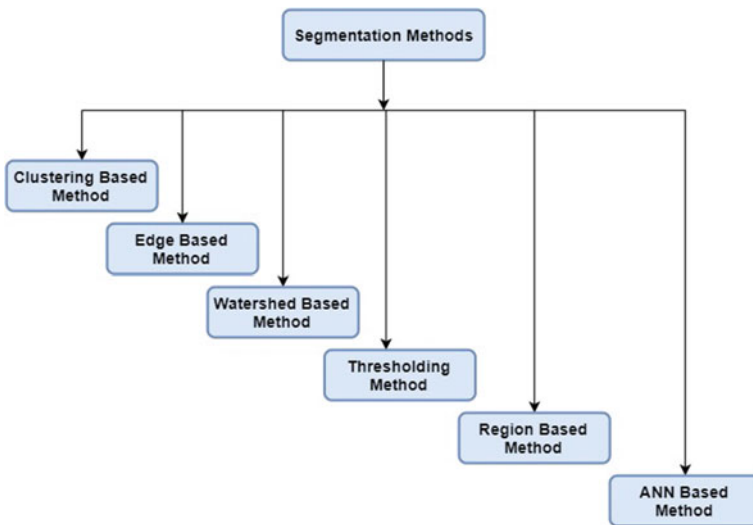 Segmentation Methods
Clustering Based
Method
Edge Based
Method
Watershed Based
Method
Thresholding
Method
Region Based
Method
ANN Based
Method